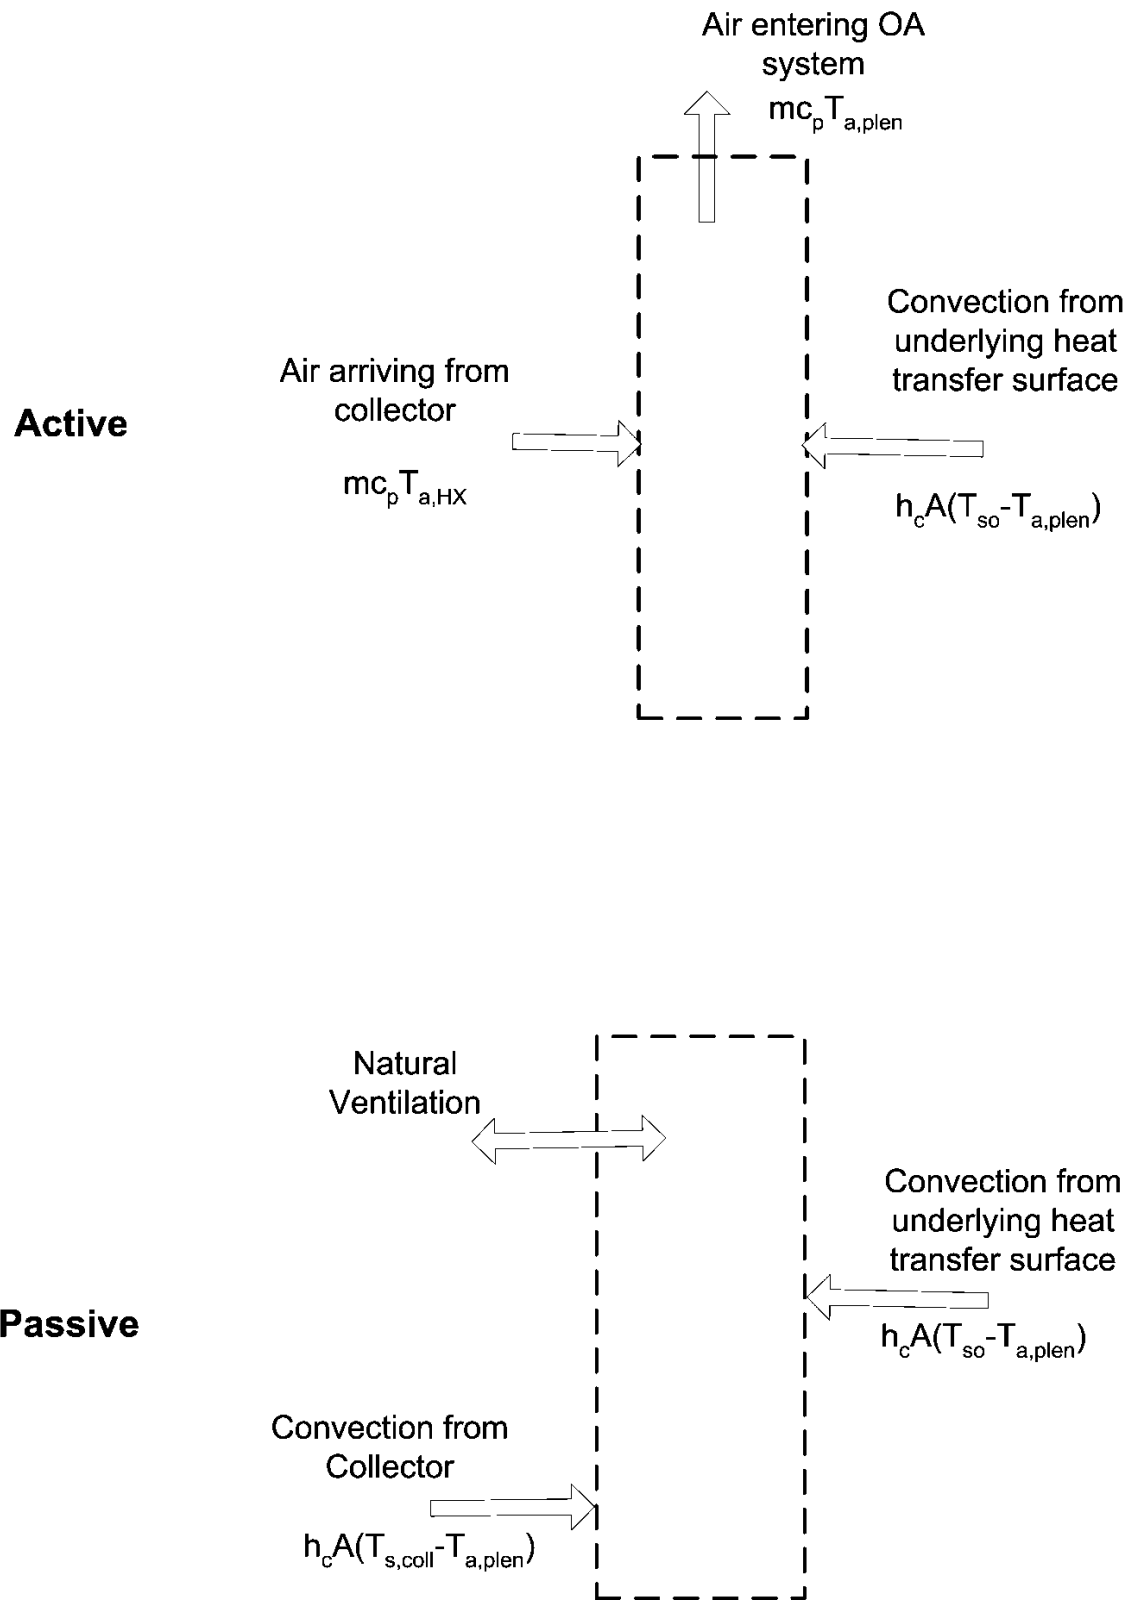 Air entering OA
system
mc_pT_a,plen
Convection from
underlying heat
transfer surface
h_cA(T_so-T_a,plen)
Air arriving from
collector
mc_pT_a,HX
Active
Natural
Ventilation
Convection from
underlying heat
transfer surface
h_cA(T_so-T_a,plen)
Passive
Convection from
Collector
h_cA(T_s,coll-T_a,plen)